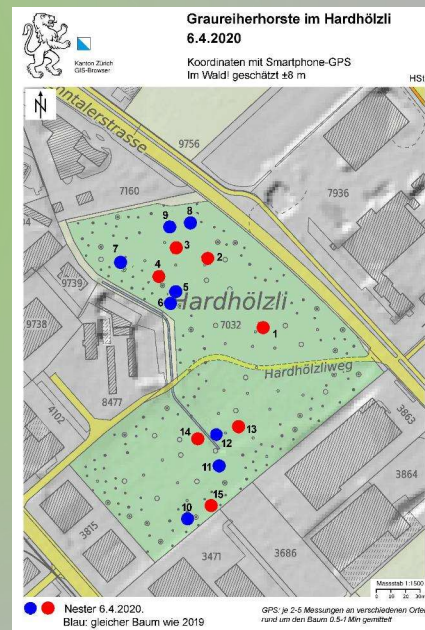 Graureiherhorste im Hardhölzli
6.4.2020
Kanton Zürich
GIS-Browser
Koordinaten mit Smartphone-GPS
Im Wald! geschätzt ±8 m
HSt
N
9756
7160
7936
9
8
3
2
7
4
5
6
9739
9738
Hardhölzli
7032
1
Hardhölzliweg
8477
4102
3863
14
13
12
11
3864
15
10
3815
3471
3686
Massstab 1:1500
0 10 20
Nester 6.4.2020.
Blau: gleicher Baum wie 2019
GPS: je 2-5 Messungen an verschiedenen Orten
rund um den Baum 0.5-1 Min gemittelt